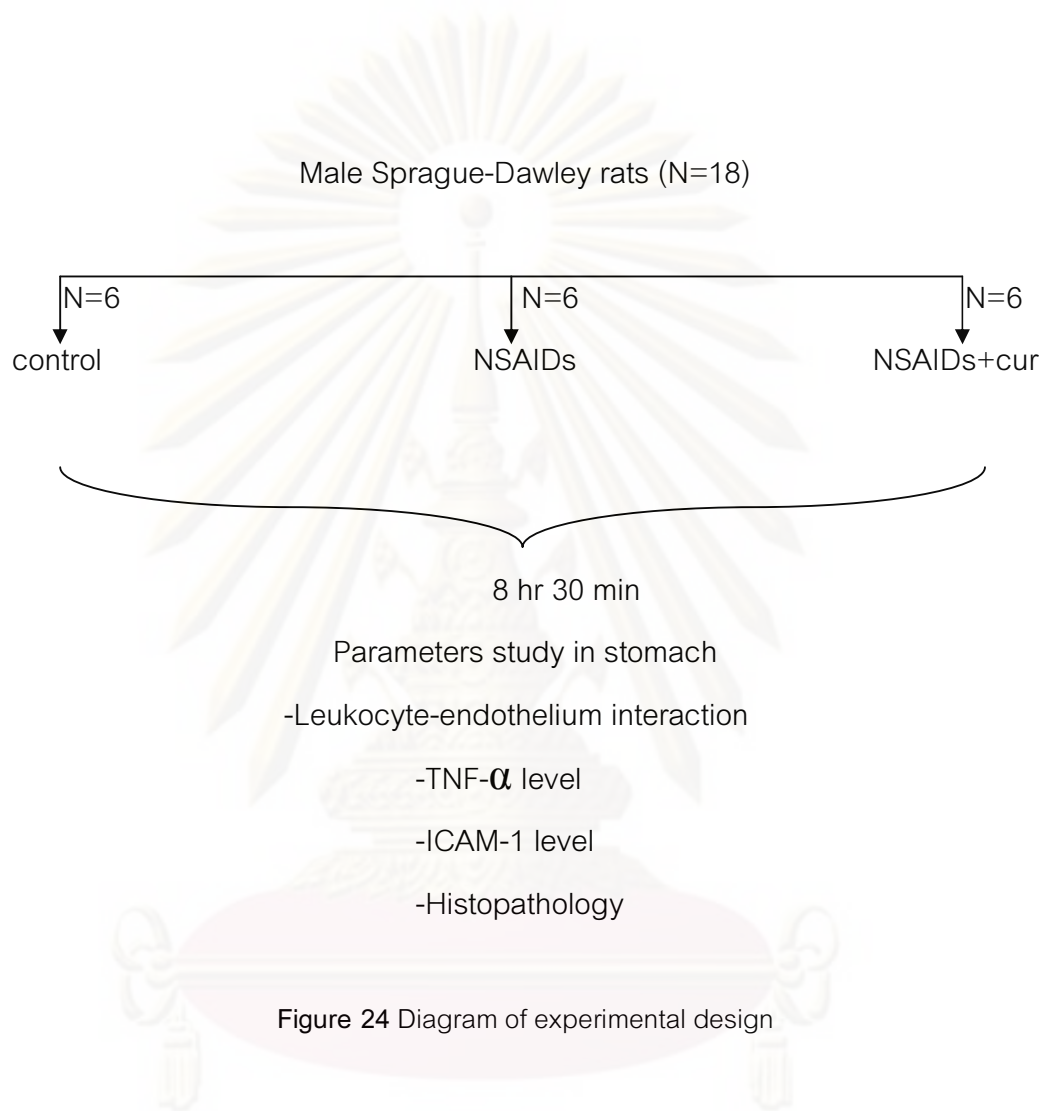 Male Sprague-Dawley rats (N=18)
N=6 N=6 N=6
control NSAIDs NSAIDs+cur
8 hr 30 min
Parameters study in stomach
-Leukocyte-endothelium interaction
-TNF-α level
-ICAM-1 level
-Histopathology
Figure 24 Diagram of experimental design